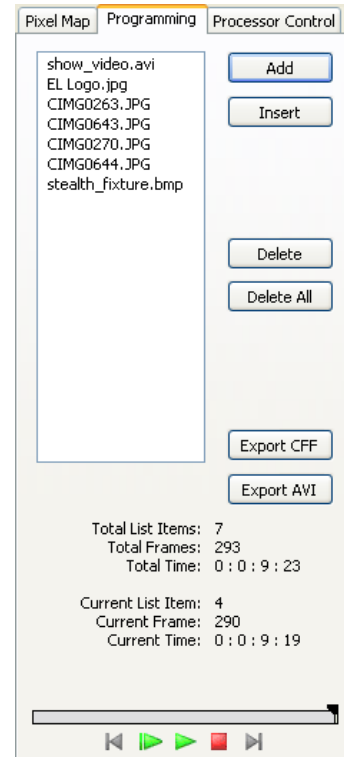 Pixel Map Programming Processor Control
show_video.avi
EL Logo.jpg
CIMG0263.JPG
CIMG0643.JPG
CIMG0270.JPG
CIMG0644.JPG
stealth_fixture.bmp
Add
Insert
Delete
Delete All
Export CFF
Export AVI
Total List Items: 7
Total Frames: 293
Total Time: 0 : 0 : 9 : 23
Current List Item: 4
Current Frame: 290
Current Time: 0 : 0 : 9 : 19